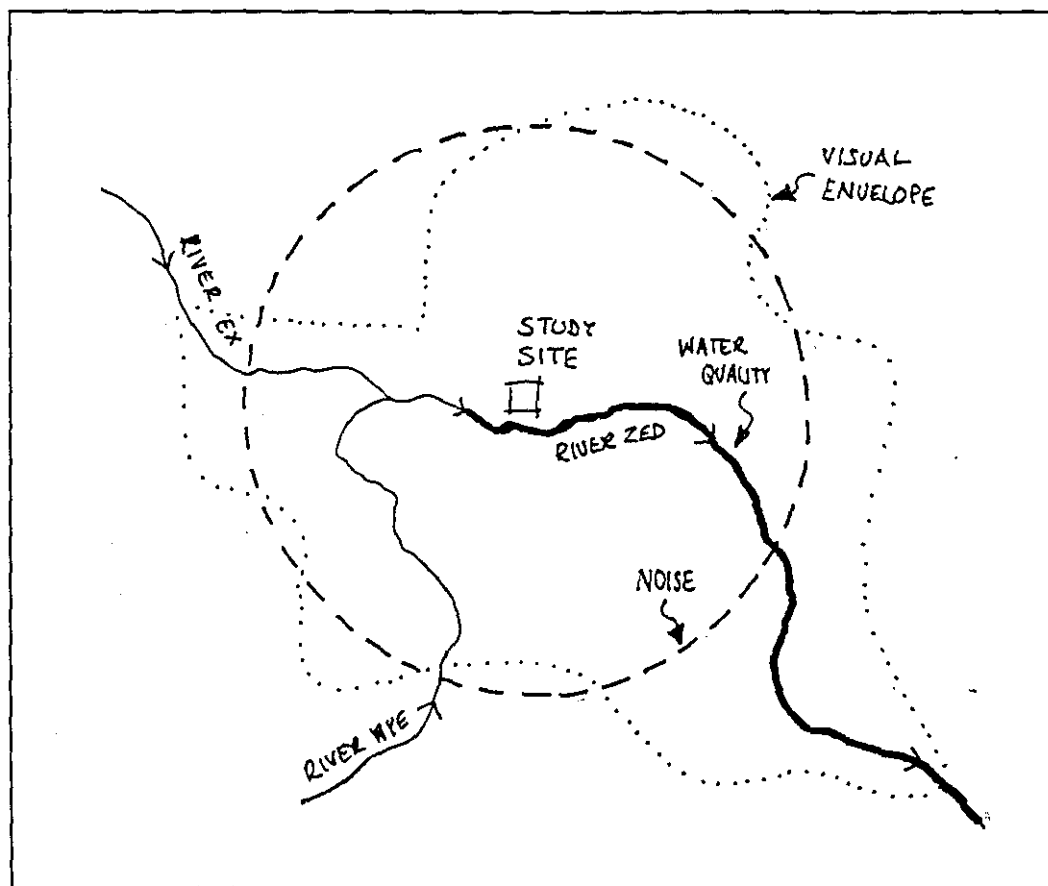 VISUAL
ENVELOPE
RIVER EX
STUDY
SITE
WATER
QUALITY
RIVER ZED
NOISE
RIVER WYE